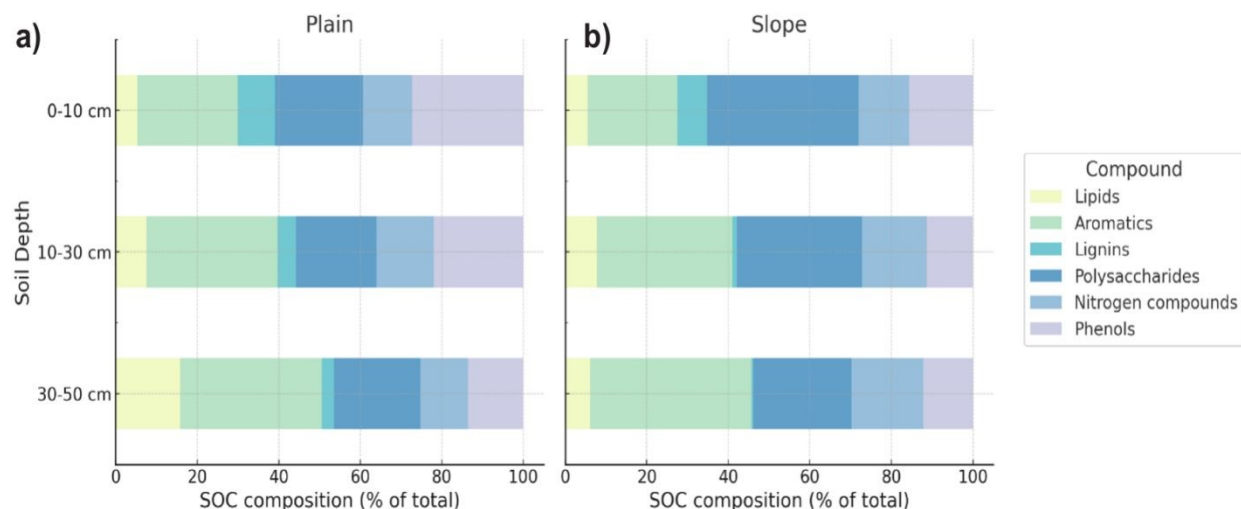 a)
Plain
b)
Slope
Soil Depth
0-10 cm
10-30 cm
30-50 cm
0 20 40 60 80 100
SOC composition (% of total)
0 20 40 60 80 100
SOC composition (% of total)
Compound
Lipids
Aromatics
Lignins
Polysaccharides
Nitrogen compounds
Phenols